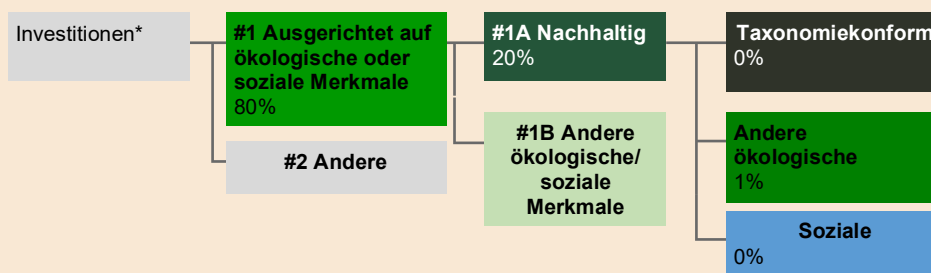 Investitionen*
#1 Ausgerichtet auf
ökologische oder
soziale Merkmale
80%
#2 Andere
#1A Nachhaltig
20%
#1B Andere
ökologische/
soziale
Merkmale
Taxonomiekonform
0%
Andere
ökologische
1%
Soziale
0%